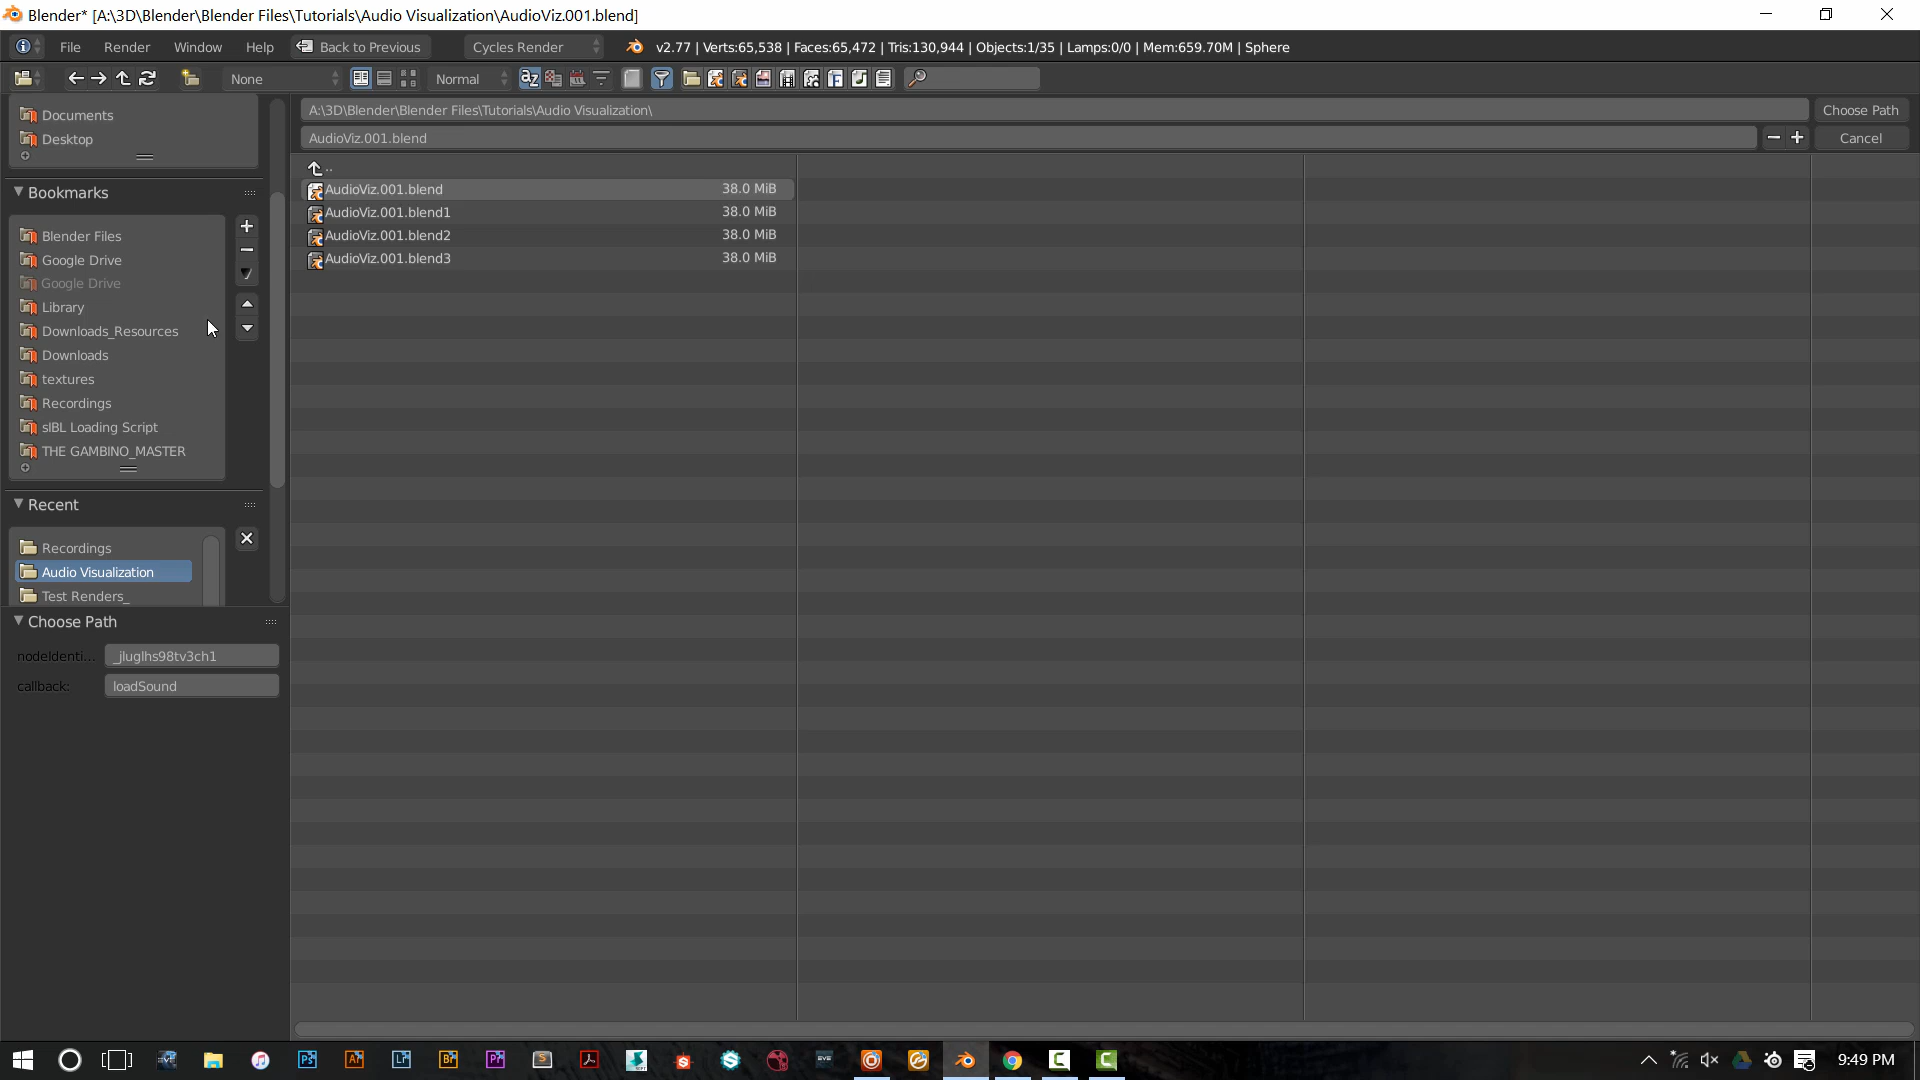 Blender* [A:\3D\Blender\Blender Files\Tutorials\Audio Visualization\AudioViz.001.blend]
File Render Window Help Back to Previous Cycles Render v2.77 | Verts:65,538 | Faces:65,472 | Tris:130,944 | Objects:1/35 | Lamps:0/0 | Mem:659.70M | Sphere
None Normal
Documents
Desktop
Bookmarks
Blender Files
Google Drive
Google Drive
Library
Downloads_Resources
Downloads
textures
Recordings
sIBL Loading Script
THE GAMBINO_MASTER
Recent
Recordings
Audio Visualization
Test Renders_
Choose Path
nodeIdenti... _jluglhs98tv3ch1
callback: loadSound
A:\3D\Blender\Blender Files\Tutorials\Audio Visualization\ Choose Path
AudioViz.001.blend Cancel
..
AudioViz.001.blend 38.0 MiB
AudioViz.001.blend1 38.0 MiB
AudioViz.001.blend2 38.0 MiB
AudioViz.001.blend3 38.0 MiB
9:49 PM